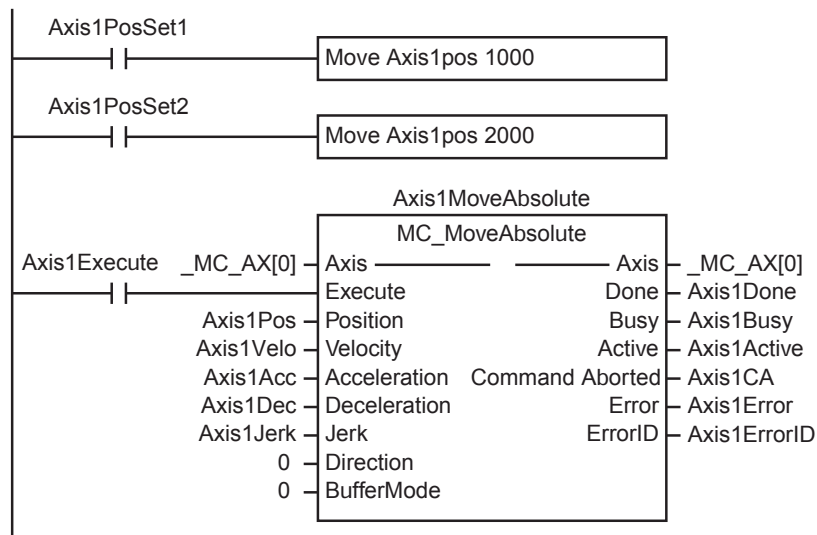 Axis1PosSet1
Move Axis1pos 1000
Axis1PosSet2
Move Axis1pos 2000
Axis1MoveAbsolute
MC_MoveAbsolute
Axis1Execute _MC_AX[0] Axis Axis _MC_AX[0]
Execute Done Axis1Done
Axis1Pos Position Busy Axis1Busy
Axis1Velo Velocity Active Axis1Active
Axis1Acc Acceleration Command Aborted Axis1CA
Axis1Dec Deceleration Error Axis1Error
Axis1Jerk Jerk ErrorID Axis1ErrorID
0 Direction
0 BufferMode